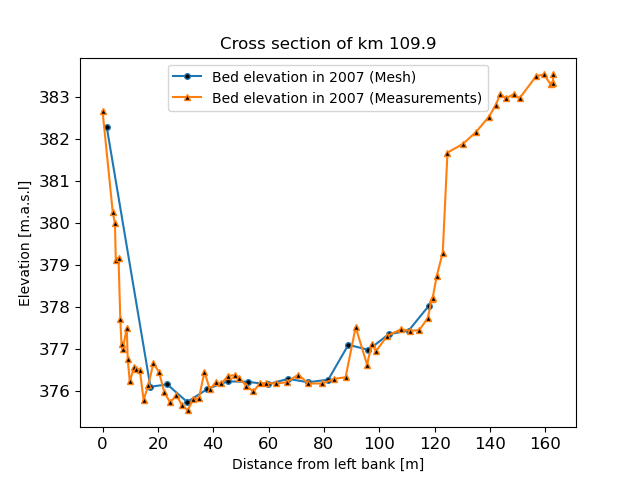 Cross section of km 109.9
Bed elevation in 2007 (Mesh)
Bed elevation in 2007 (Measurements)
Elevation [m.a.s.l]
383
382
381
380
379
378
377
376
0 20 40 60 80 100 120 140 160
Distance from left bank [m]